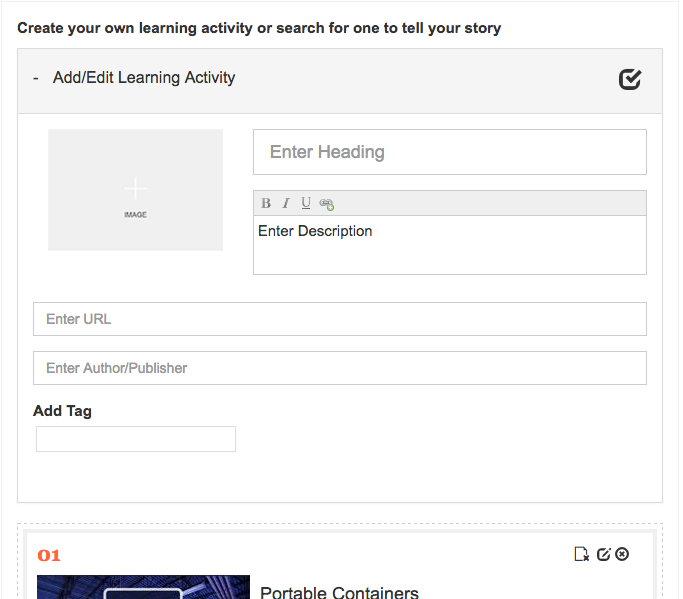 Create your own learning activity or search for one to tell your story
- Add/Edit Learning Activity
IMAGE
Enter Heading
B I U
Enter Description
Enter URL
Enter Author/Publisher
Add Tag
01
Portable Containers